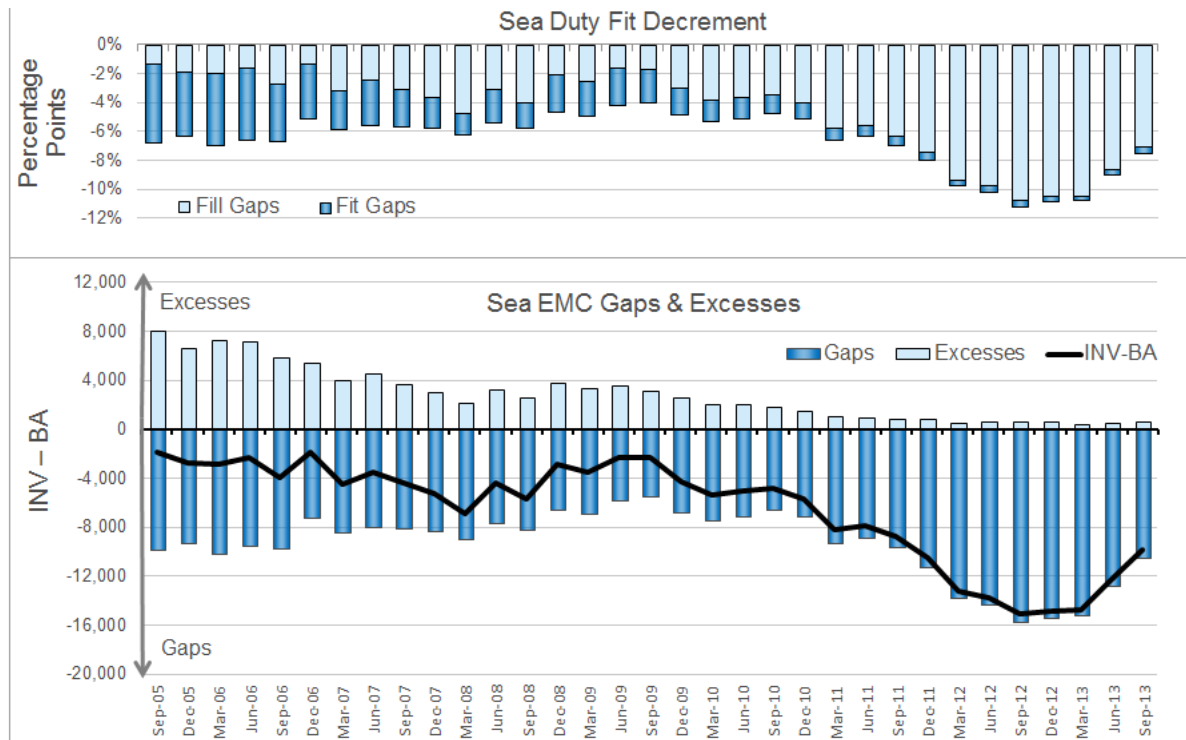 Sea Duty Fit Decrement
Percentage
Points
0%
-2%
-4%
-6%
-8%
-10%
-12%
Fill Gaps
Fit Gaps
Sea EMC Gaps & Excesses
INV – BA
12,000
8,000
4,000
0
-4,000
-8,000
-12,000
-16,000
-20,000
Excesses
Gaps Excesses INV-BA
Gaps
Sep-05
Dec-05
Mar-06
Jun-06
Sep-06
Dec-06
Mar-07
Jun-07
Sep-07
Dec-07
Mar-08
Jun-08
Sep-08
Dec-08
Mar-09
Jun-09
Sep-09
Dec-09
Mar-10
Jun-10
Sep-10
Dec-10
Mar-11
Jun-11
Sep-11
Dec-11
Mar-12
Jun-12
Sep-12
Dec-12
Mar-13
Jun-13
Sep-13